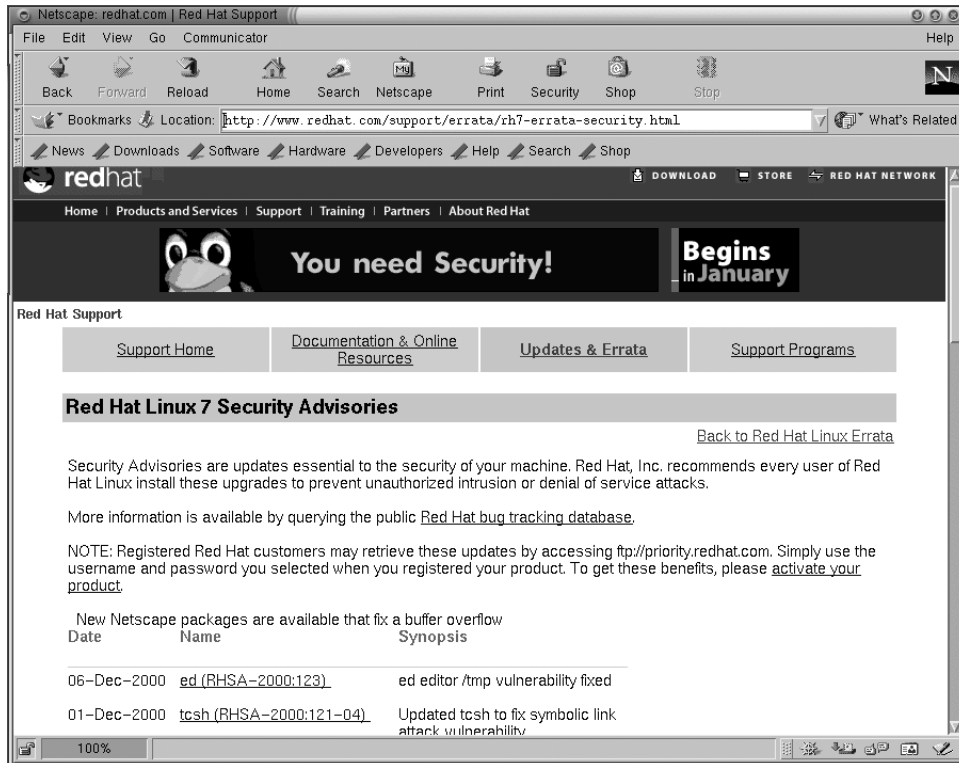 Netscape: redhat.com | Red Hat Support
File Edit View Go Communicator Help
Back Forward Reload Home Search Netscape Print Security Shop Stop
My
N
Bookmarks Location: http://www.redhat.com/support/errata/rh7-errata-security.html What's Related
News Downloads Software Hardware Developers Help Search Shop
redhat DOWNLOAD STORE RED HAT NETWORK
Home | Products and Services | Support | Training | Partners | About Red Hat
You need Security! Begins
in January
Red Hat Support
Support Home Documentation & Online Resources Updates & Errata Support Programs
Red Hat Linux 7 Security Advisories
Back to Red Hat Linux Errata
Security Advisories are updates essential to the security of your machine. Red Hat, Inc. recommends every user of Red
Hat Linux install these upgrades to prevent unauthorized intrusion or denial of service attacks.
More information is available by querying the public Red Hat bug tracking database.
NOTE: Registered Red Hat customers may retrieve these updates by accessing ftp://priority.redhat.com. Simply use the
username and password you selected when you registered your product. To get these benefits, please activate your
product.
New Netscape packages are available that fix a buffer overflow
Date Name Synopsis
06-Dec-2000 ed (RHSA-2000:123) ed editor /tmp vulnerability fixed
01-Dec-2000 tcsh (RHSA-2000:121-04) Updated tcsh to fix symbolic link
attack vulnerability
100%